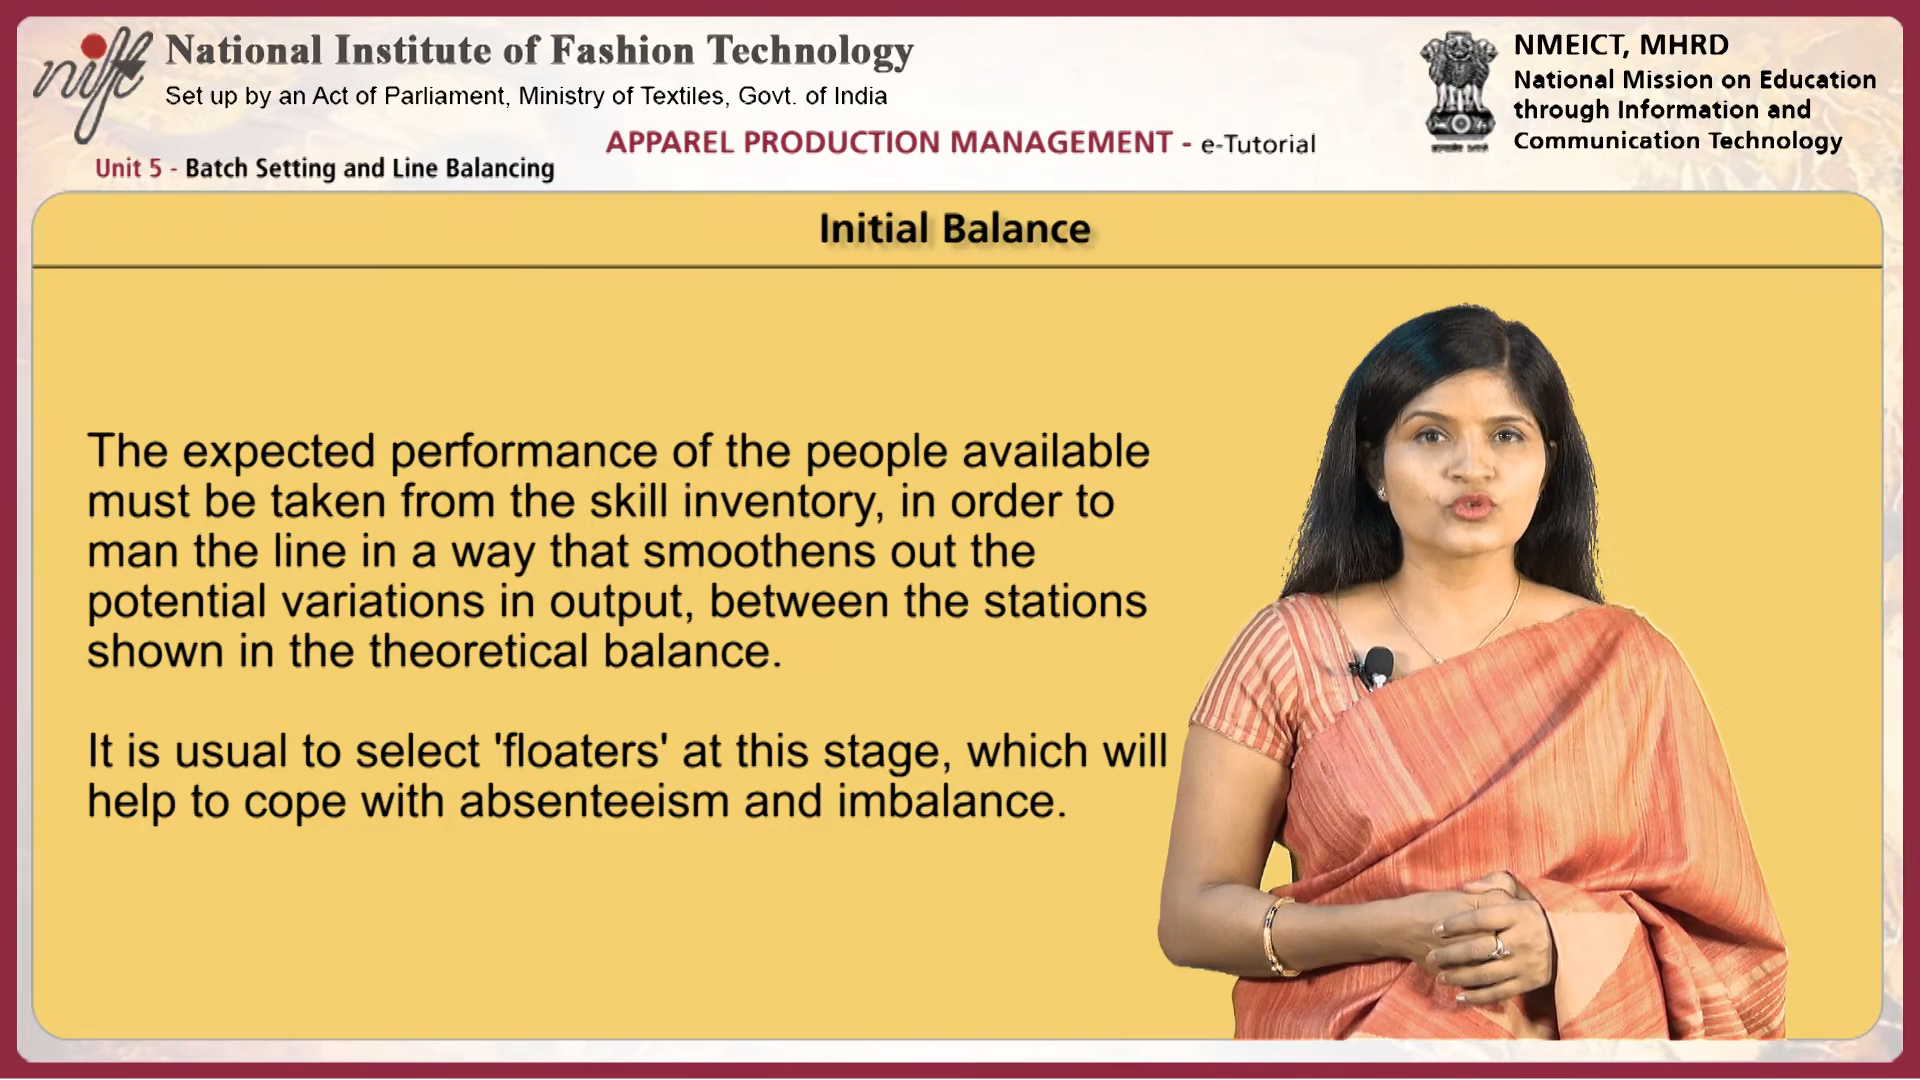 nift
National Institute of Fashion Technology
Set up by an Act of Parliament, Ministry of Textiles, Govt. of India
APPAREL PRODUCTION MANAGEMENT - e-Tutorial
Unit 5 - Batch Setting and Line Balancing
NMEICT, MHRD
National Mission on Education
through Information and
Communication Technology
Initial Balance
The expected performance of the people available
must be taken from the skill inventory, in order to
man the line in a way that smoothens out the
potential variations in output, between the stations
shown in the theoretical balance.
It is usual to select 'floaters' at this stage, which will
help to cope with absenteeism and imbalance.